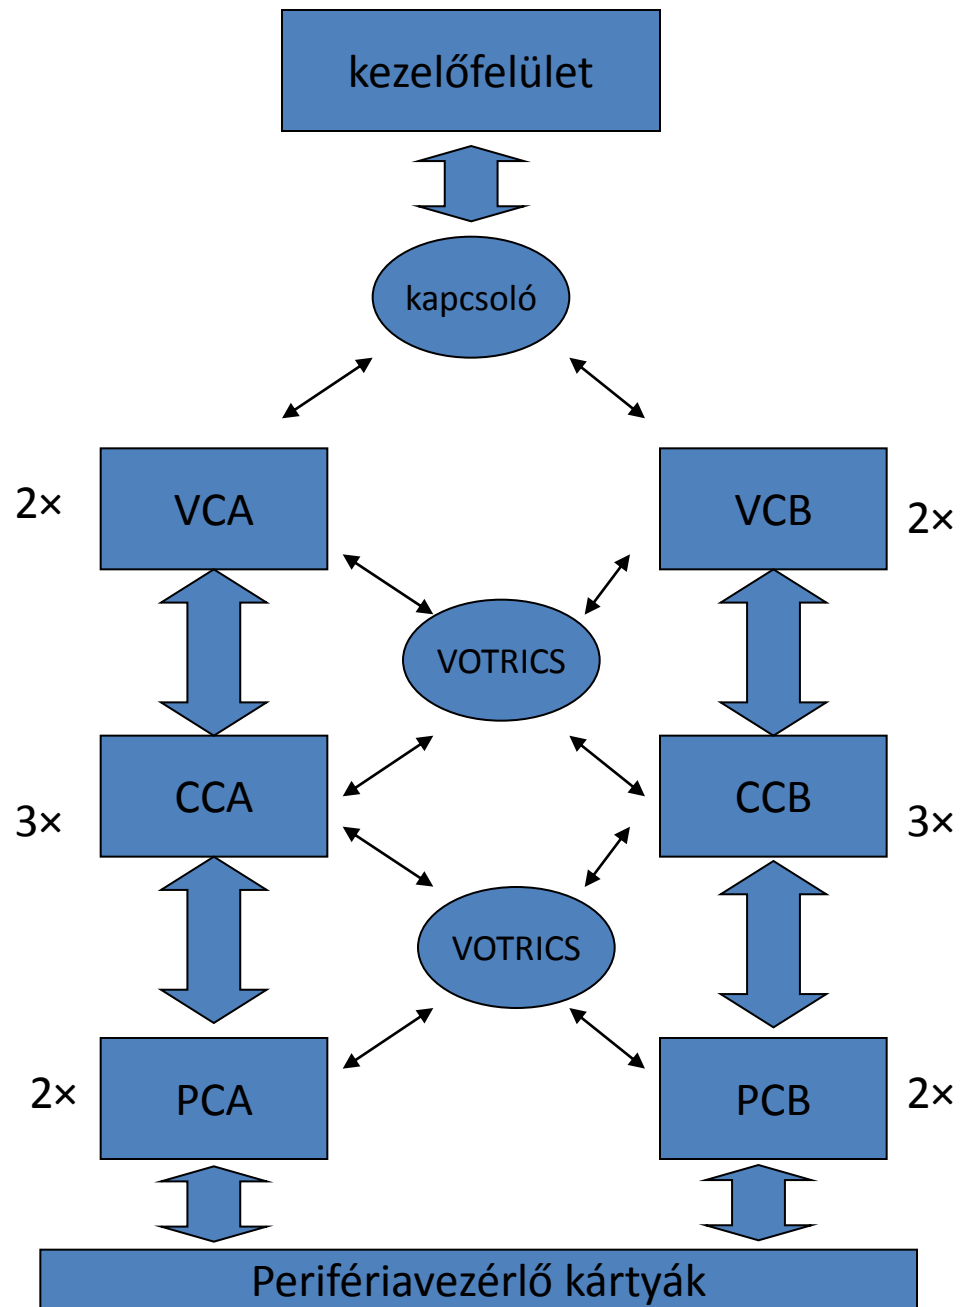 kezelőfelület
kapcsoló
2× VCA VCB 2×
VOTRICS
3× CCA CCB 3×
VOTRICS
2× PCA PCB 2×
Perifériavezérlő kártyák